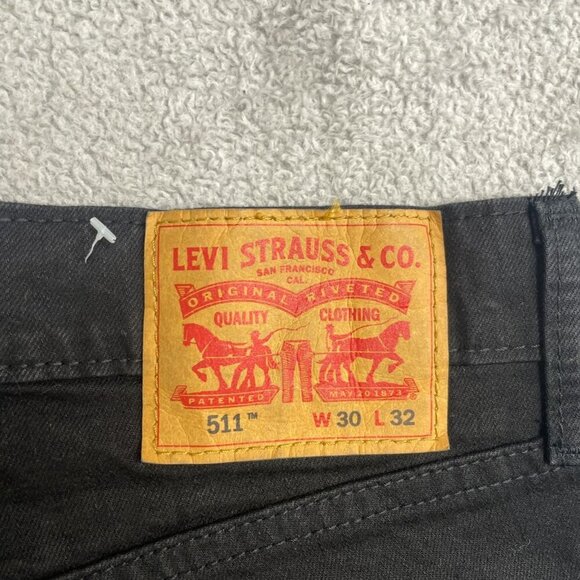 LEVI STRAUSS & CO.
SAN FRANCISCO
CAL.
ORIGINAL RIVETED
QUALITY CLOTHING
PATENTED MAY 20 1873
511™ W 30 L 32